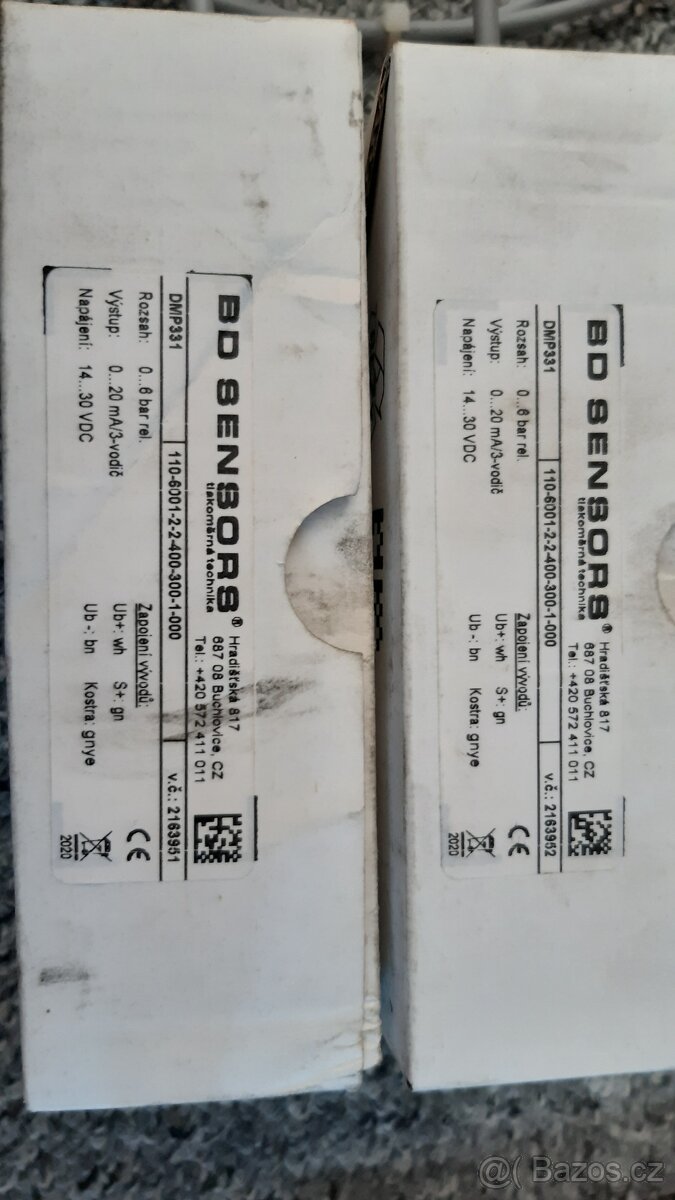 BD SENSORS®
tlakoměrná technika
Hradišťská 817
687 08 Buchlovice, CZ
Tel.: +420 572 411 011
DMP331 110-6001-2-2-400-300-1-000 v.č.: 2163951
Rozsah: 0...6 bar rel.
Výstup: 0...20 mA/3-vodič
Napájení: 14...30 VDC
Zapojení vývodů:
Ub+: wh S+: gn
Ub -: bn Kostra: gnye
CE
2020
BD SENSORS®
tlakoměrná technika
Hradišťská 817
687 08 Buchlovice, CZ
Tel.: +420 572 411 011
DMP331 110-6001-2-2-400-300-1-000 v.č.: 2163952
Rozsah: 0...6 bar rel.
Výstup: 0...20 mA/3-vodič
Napájení: 14...30 VDC
Zapojení vývodů:
Ub+: wh S+: gn
Ub -: bn Kostra: gnye
CE
2020
@ Bazos.cz